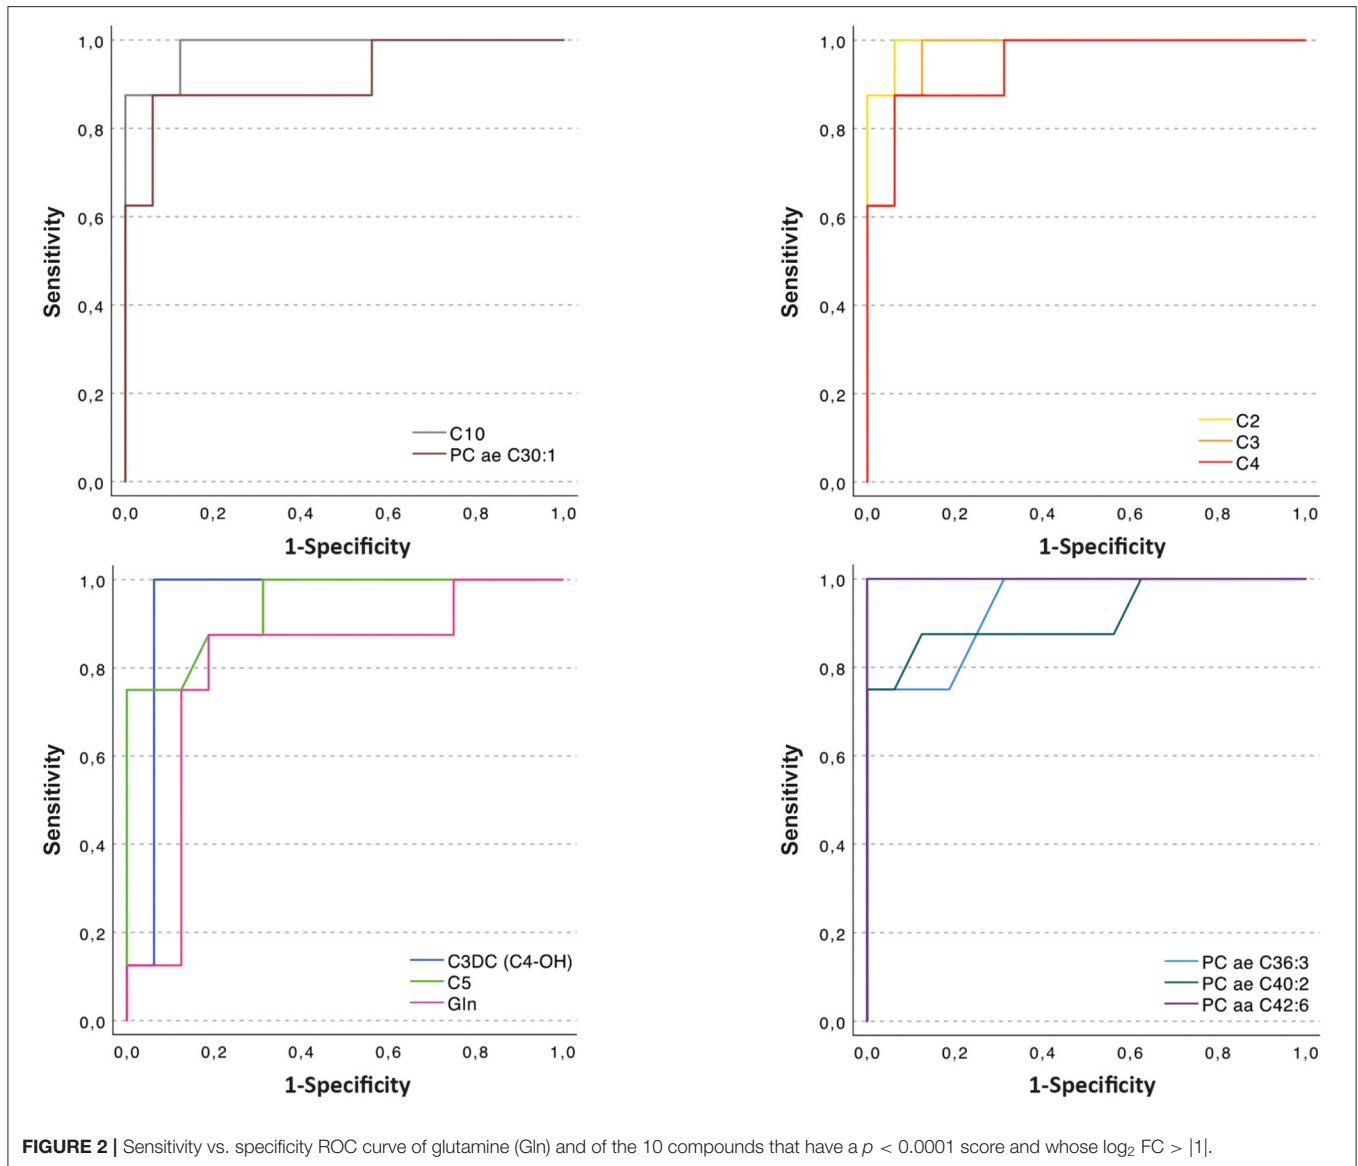 1,0
0,8
0,6
0,4
0,2
0,0
Sensitivity
C10
PC ae C30:1
0,0 0,2 0,4 0,6 0,8 1,0
1-Specificity
1,0
0,8
0,6
0,4
0,2
0,0
Sensitivity
C2
C3
C4
0,0 0,2 0,4 0,6 0,8 1,0
1-Specificity
1,0
0,8
0,6
0,4
0,2
0,0
Sensitivity
C3DC (C4-OH)
C5
Gln
0,0 0,2 0,4 0,6 0,8 1,0
1-Specificity
1,0
0,8
0,6
0,4
0,2
0,0
Sensitivity
PC ae C36:3
PC ae C40:2
PC aa C42:6
0,0 0,2 0,4 0,6 0,8 1,0
1-Specificity
FIGURE 2 | Sensitivity vs. specificity ROC curve of glutamine (Gln) and of the 10 compounds that have a p < 0.0001 score and whose log₂ FC > |1|.